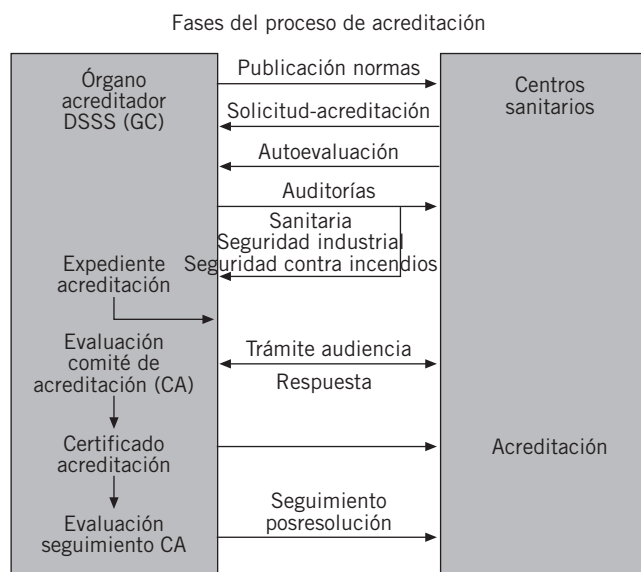 Fases del proceso de acreditación
Órgano
acreditador
DSSS (GC)
Publicación normas
Centros
sanitarios
Solicitud-acreditación
Autoevaluación
Auditorías
Sanitaria
Seguridad industrial
Seguridad contra incendios
Expediente
acreditación
Evaluación
comité de
acreditación (CA)
Trámite audiencia
Respuesta
Certificado
acreditación
Acreditación
Evaluación
seguimiento CA
Seguimiento
posresolución